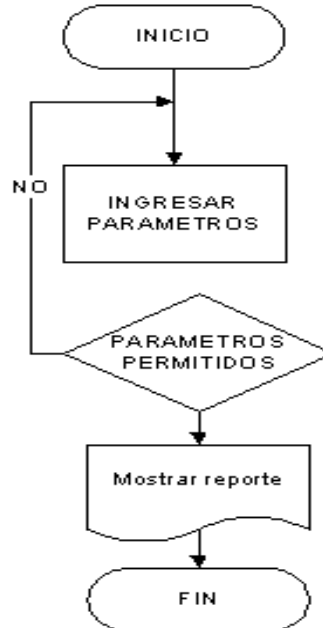 INICIO
NO
INGRESAR
PARAMETROS
PARAMETROS
PERMITIDOS
Mostrar reporte
FIN